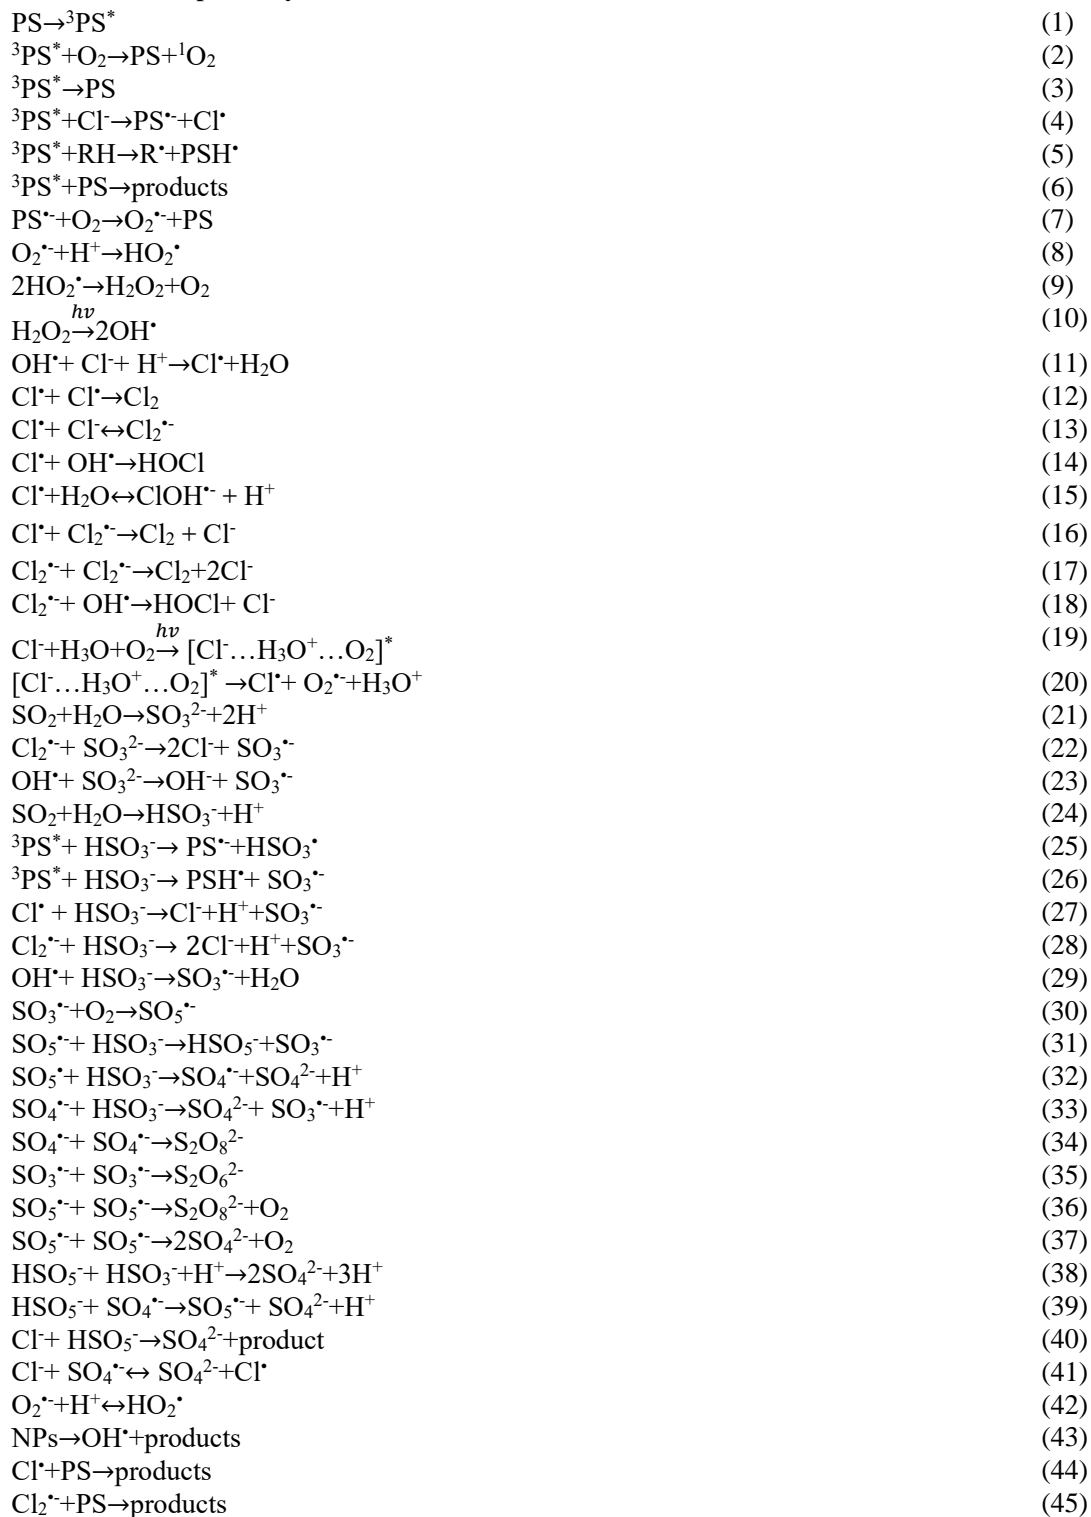 PS→³PS* (1)
³PS*+O₂→PS+¹O₂ (2)
³PS*→PS (3)
³PS*+Cl⁻→PS•⁻+Cl• (4)
³PS*+RH→R•+PSH• (5)
³PS*+PS→products (6)
PS•⁻+O₂→O₂•⁻+PS (7)
O₂•⁻+H⁺→HO₂• (8)
2HO₂•→H₂O₂+O₂ (9)
H₂O₂ hν→2OH• (10)
OH•+ Cl⁻+ H⁺→Cl•+H₂O (11)
Cl•+ Cl•→Cl₂ (12)
Cl•+ Cl⁻↔Cl₂•⁻ (13)
Cl•+ OH•→HOCl (14)
Cl•+H₂O↔ClOH•⁻ + H⁺ (15)
Cl•+ Cl₂•⁻→Cl₂ + Cl⁻ (16)
Cl₂•⁻+ Cl₂•⁻→Cl₂+2Cl⁻ (17)
Cl₂•⁻+ OH•→HOCl+ Cl⁻ (18)
Cl⁻+H₃O+O₂ hν→ [Cl⁻…H₃O⁺…O₂]* (19)
[Cl⁻…H₃O⁺…O₂]* →Cl•+ O₂•⁻+H₃O⁺ (20)
SO₂+H₂O→SO₃²⁻+2H⁺ (21)
Cl₂•⁻+ SO₃²⁻→2Cl⁻+ SO₃•⁻ (22)
OH•+ SO₃²⁻→OH⁻+ SO₃•⁻ (23)
SO₂+H₂O→HSO₃⁻+H⁺ (24)
³PS*+ HSO₃⁻→ PS•⁻+HSO₃• (25)
³PS*+ HSO₃⁻→ PSH•+ SO₃•⁻ (26)
Cl• + HSO₃⁻→Cl⁻+H⁺+SO₃•⁻ (27)
Cl₂•⁻+ HSO₃⁻→ 2Cl⁻+H⁺+SO₃•⁻ (28)
OH•+ HSO₃⁻→SO₃•⁻+H₂O (29)
SO₃•⁻+O₂→SO₅•⁻ (30)
SO₅•⁻+ HSO₃⁻→HSO₅⁻+SO₃•⁻ (31)
SO₅•+ HSO₃⁻→SO₄•⁻+SO₄²⁻+H⁺ (32)
SO₄•⁻+ HSO₃⁻→SO₄²⁻+ SO₃•⁻+H⁺ (33)
SO₄•⁻+ SO₄•⁻→S₂O₈²⁻ (34)
SO₃•⁻+ SO₃•⁻→S₂O₆²⁻ (35)
SO₅•⁻+ SO₅•⁻→S₂O₈²⁻+O₂ (36)
SO₅•⁻+ SO₅•⁻→2SO₄²⁻+O₂ (37)
HSO₅⁻+ HSO₃⁻+H⁺→2SO₄²⁻+3H⁺ (38)
HSO₅⁻+ SO₄•⁻→SO₅•⁻+ SO₄²⁻+H⁺ (39)
Cl⁻+ HSO₅⁻→SO₄²⁻+product (40)
Cl⁻+ SO₄•⁻↔ SO₄²⁻+Cl• (41)
O₂•⁻+H⁺↔HO₂• (42)
NPs→OH•+products (43)
Cl•+PS→products (44)
Cl₂•⁻+PS→products (45)